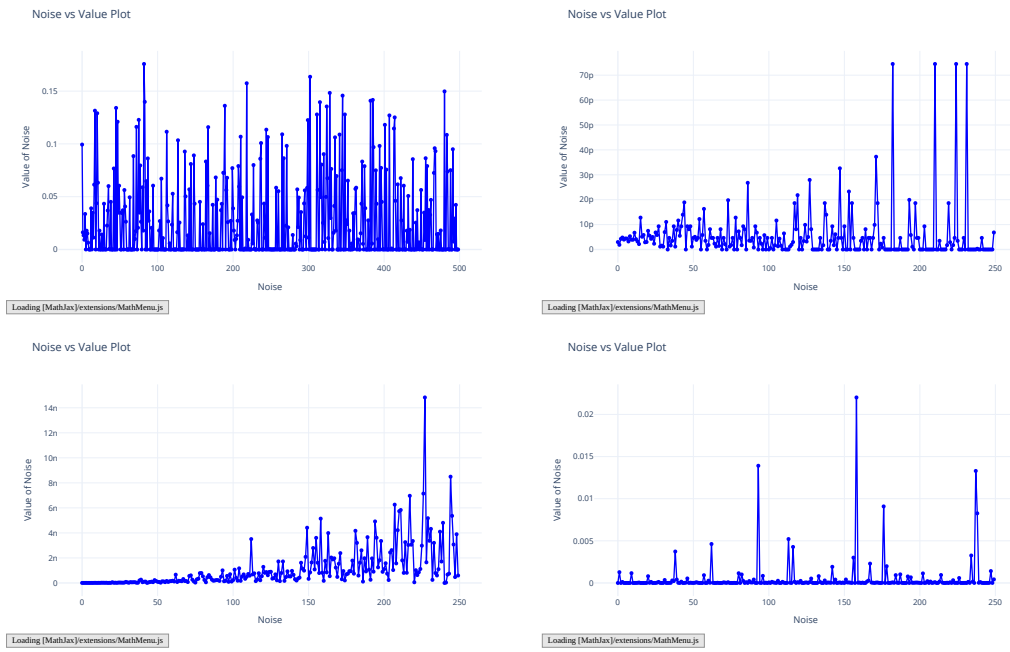 Noise vs Value Plot
Value of Noise
0.15
0.1
0.05
0
0 100 200 300 400 500
Noise
Loading [MathJax]/extensions/MathMenu.js
Noise vs Value Plot
Value of Noise
70p
60p
50p
40p
30p
20p
10p
0
0 50 100 150 200 250
Noise
Loading [MathJax]/extensions/MathMenu.js
Noise vs Value Plot
Value of Noise
14n
12n
10n
8n
6n
4n
2n
0
0 50 100 150 200 250
Noise
Loading [MathJax]/extensions/MathMenu.js
Noise vs Value Plot
Value of Noise
0.02
0.015
0.01
0.005
0
0 50 100 150 200 250
Noise
Loading [MathJax]/extensions/MathMenu.js